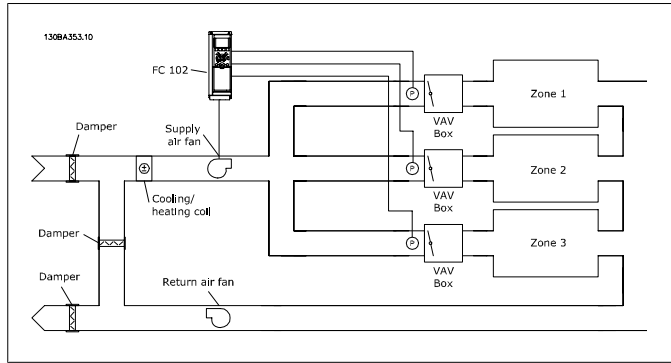 130BA353.10
FC 102
Damper
Supply
air fan
Cooling/
heating coil
Damper
Damper
Return air fan
P
VAV
Box
Zone 1
P
VAV
Box
Zone 2
P
VAV
Box
Zone 3